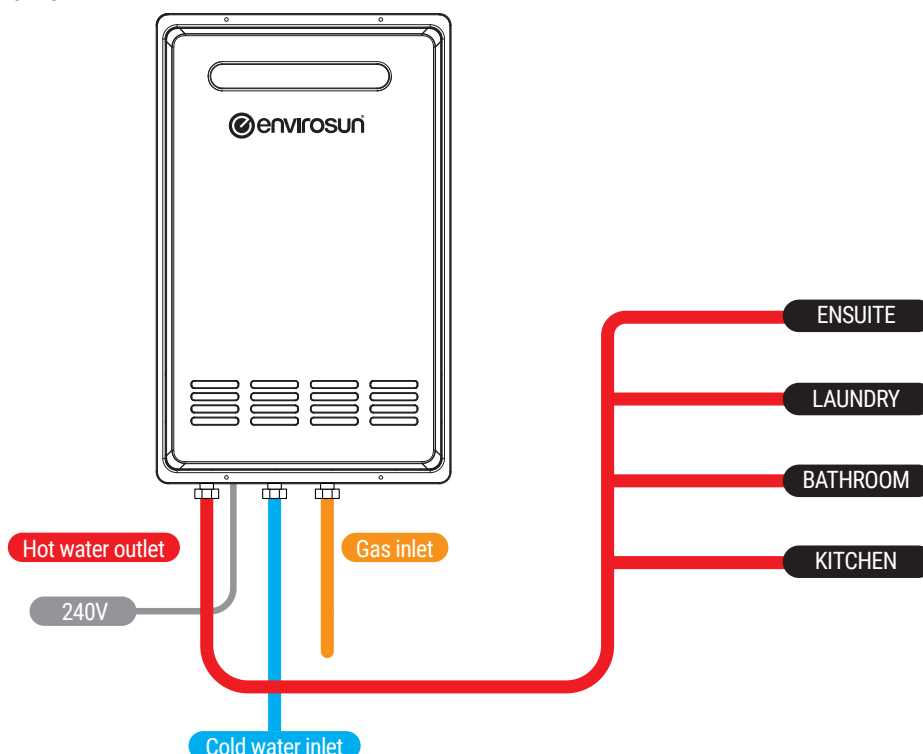 envirosun
ENSUITE
LAUNDRY
BATHROOM
KITCHEN
Hot water outlet
Gas inlet
240V
Cold water inlet